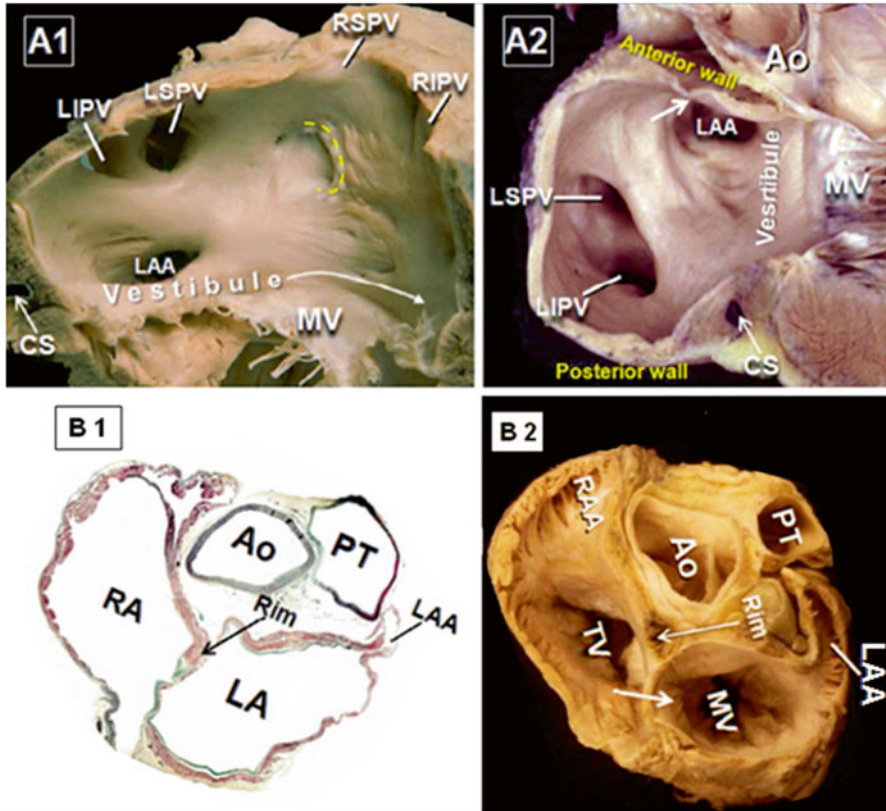 A1
RSPV
LSPV
LIPV
RIPV
LAA
Vestibule
MV
CS
A2
Anterior wall
Ao
LAA
LSPV
Vesrtibule
MV
LIPV
CS
Posterior wall
B 1
Ao
PT
RA
Rim
LAA
LA
B 2
RAA
PT
Ao
Rim
TV
LAA
MV